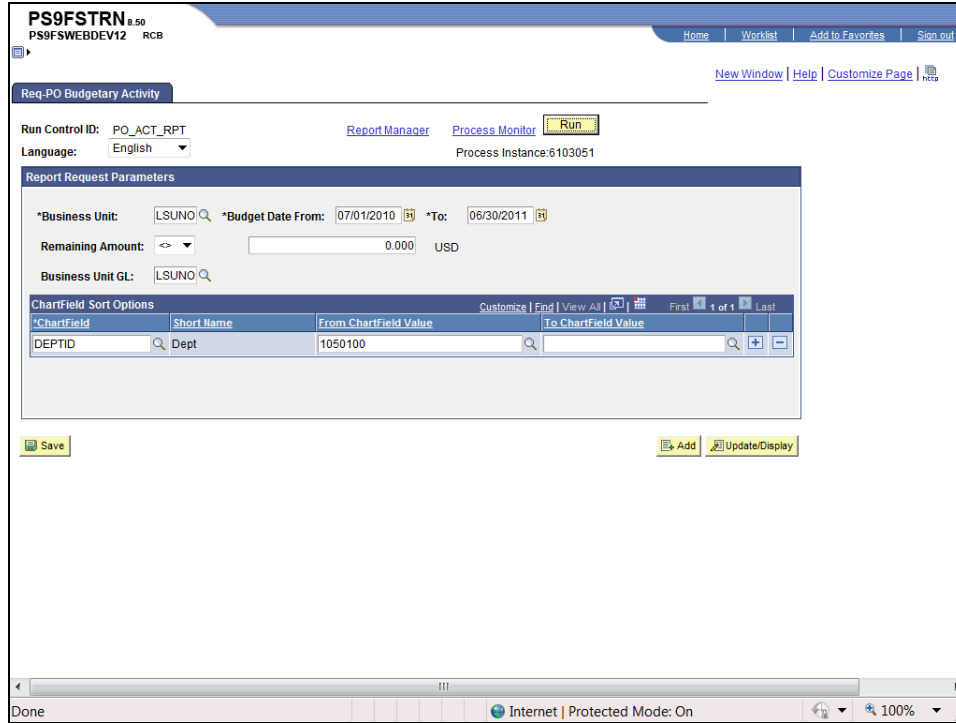 PS9FSTRN 8.50
PS9FSWEBDEV12 RCB
Home | Worklist | Add to Favorites | Sign out
New Window | Help | Customize Page | http
Req-PO Budgetary Activity
Run Control ID: PO_ACT_RPT Report Manager Process Monitor Run
Language: English Process Instance:6103051
Report Request Parameters
*Business Unit: LSUNO *Budget Date From: 07/01/2010 31 *To: 06/30/2011 31
Remaining Amount: <> 0.000 USD
Business Unit GL: LSUNO
ChartField Sort Options Customize | Find | View All | | First 1 of 1 Last
*ChartField Short Name From ChartField Value To ChartField Value
DEPTID Dept 1050100
Save Add Update/Display
Done Internet | Protected Mode: On 100%